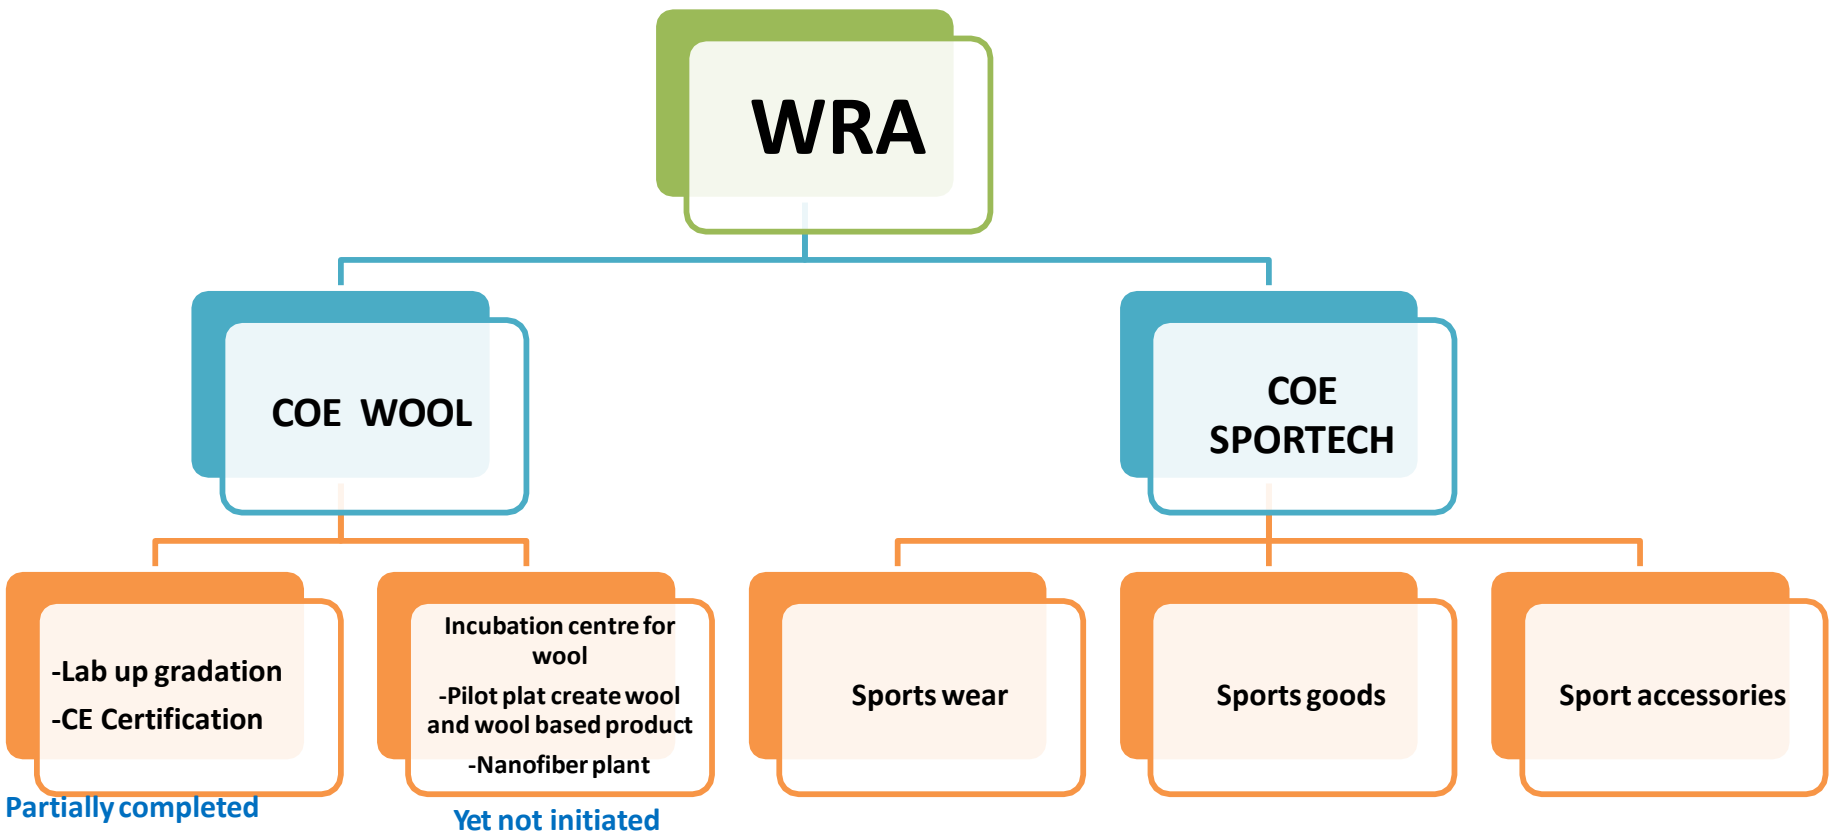 WRA
COE WOOL
COE
SPORTECH
-Lab up gradation
-CE Certification
Partially completed
Incubation centre for
wool
-Pilot plat create wool
and wool based product
-Nanofiber plant
Yet not initiated
Sports wear
Sports goods
Sport accessories